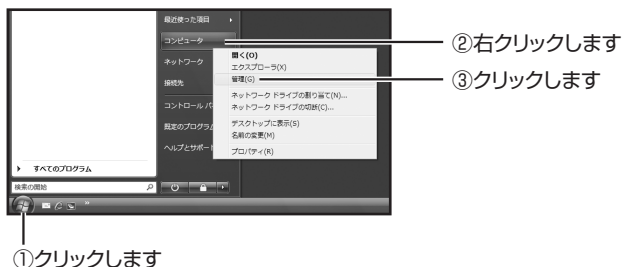 最近使った項目
コンピュータ
ネットワーク
接続先
コントロール パ
既定のプログラ
ヘルプとサポート
開く(O)
エクスプローラ(X)
管理(G)
ネットワーク ドライブの割り当て(N)...
ネットワーク ドライブの切断(C)...
デスクトップに表示(S)
名前の変更(M)
プロパティ(R)
②右クリックします
③クリックします
すべてのプログラム
検索の開始
①クリックします